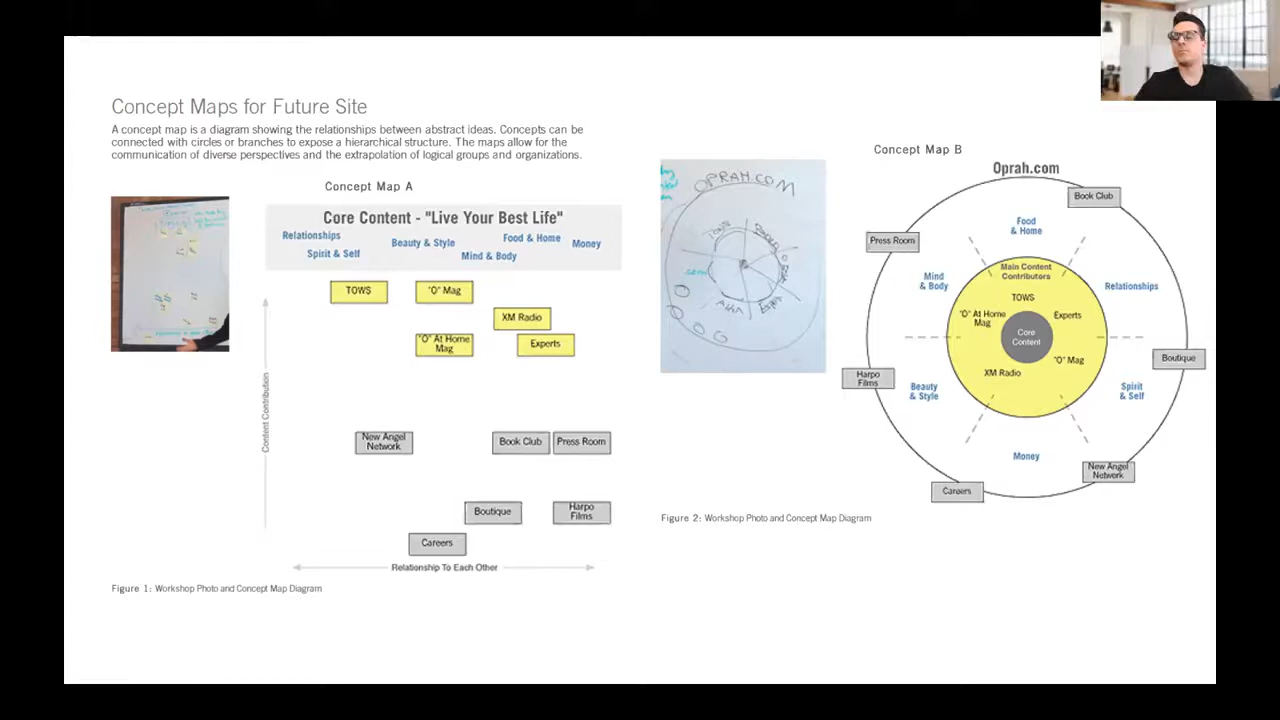 Concept Maps for Future Site
A concept map is a diagram showing the relationships between abstract ideas. Concepts can be
connected with circles or branches to expose a hierarchical structure. The maps allow for the
communication of diverse perspectives and the extrapolation of logical groups and organizations.
Concept Map A
Core Content - "Live Your Best Life"
Relationships
Spirit & Self
Beauty & Style
Mind & Body
Food & Home
Money
TOWS
"O" Mag
XM Radio
"O" At Home
Mag
Experts
Content Contribution
New Angel
Network
Book Club
Press Room
Boutique
Harpo
Films
Careers
Relationship To Each Other
Figure 1: Workshop Photo and Concept Map Diagram
OPRAH.COM
TOWS
Concept Map B
Oprah.com
Book Club
Press Room
Food
& Home
Mind
& Body
Relationships
Main Content
Contributors
TOWS
"O" At Home
Mag
Experts
Core
Content
"O" Mag
XM Radio
Boutique
Harpo
Films
Beauty
& Style
Spirit
& Self
Money
New Angel
Network
Careers
Figure 2: Workshop Photo and Concept Map Diagram